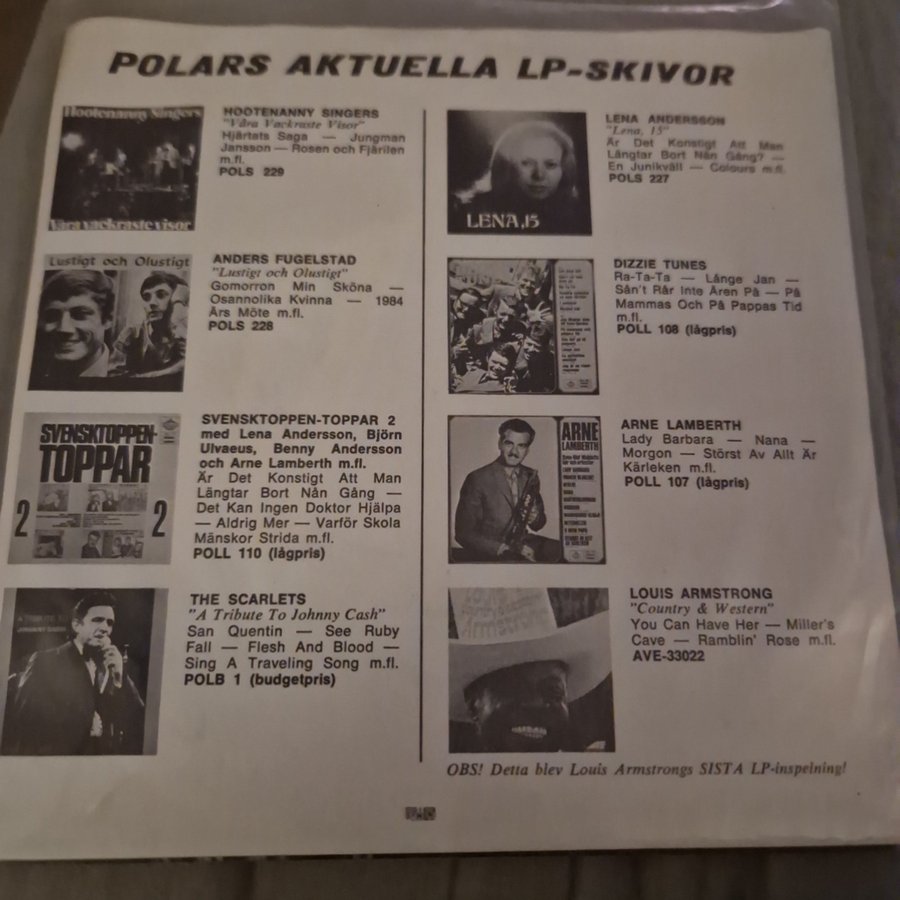 POLARS AKTUELLA LP-SKIVOR
Hootenanny Singers
Våra vackraste visor
HOOTENANNY SINGERS
"Våra Vackraste Visor"
Hjärtats Saga — Jungman
Jansson — Rosen och Fjärilen
m.fl.
POLS 229
Lustigt och Olustigt
ANDERS FUGELSTAD
"Lustigt och Olustigt"
Gomorron Min Sköna —
Osannolika Kvinna — 1984
Års Möte m.fl.
POLS 228
SVENSKTOPPEN-
TOPPAR
2 2
SVENSKTOPPEN-TOPPAR 2
med Lena Andersson, Björn
Ulvaeus, Benny Andersson
och Arne Lamberth m.fl.
Är Det Konstigt Att Man
Längtar Bort Nån Gång —
Det Kan Ingen Doktor Hjälpa
— Aldrig Mer — Varför Skola
Mänskor Strida m.fl.
POLL 110 (lågpris)
A TRIBUTE TO
JOHNNY CASH
THE SCARLETS
"A Tribute To Johnny Cash"
San Quentin — See Ruby
Fall — Flesh And Blood —
Sing A Traveling Song m.fl.
POLB 1 (budgetpris)
LENA, 15
LENA ANDERSSON
"Lena, 15"
Är Det Konstigt Att Man
Längtar Bort Nån Gång? —
En Junikväll — Colours m.fl.
POLS 227
DIZZIE TUNES
Ra-Ta-Ta — Långe Jan —
Sån't Rår Inte Åren På — På
Mammas Och På Pappas Tid
m.fl.
POLL 108 (lågpris)
ARNE
LAMBERTH
ARNE LAMBERTH
Lady Barbara — Nana —
Morgon — Störst Av Allt Är
Kärleken m.fl.
POLL 107 (lågpris)
LOUIS ARMSTRONG
"Country & Western"
You Can Have Her — Miller's
Cave — Ramblin' Rose m.fl.
AVE-33022
OBS! Detta blev Louis Armstrongs SISTA LP-inspelning!